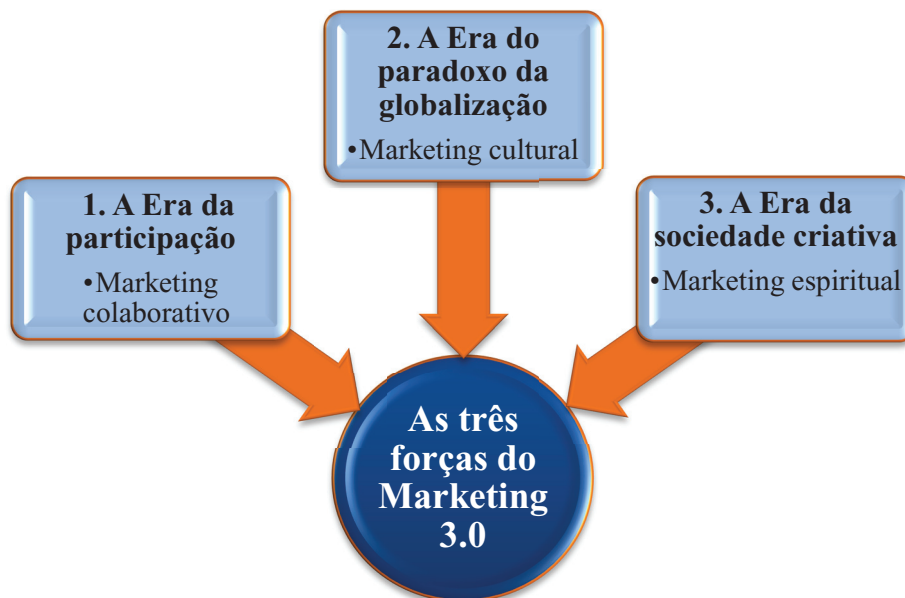 1. A Era da
participação
•Marketing
colaborativo
2. A Era do
paradoxo da
globalização
•Marketing cultural
3. A Era da
sociedade criativa
•Marketing espiritual
As três
forças do
Marketing
3.0